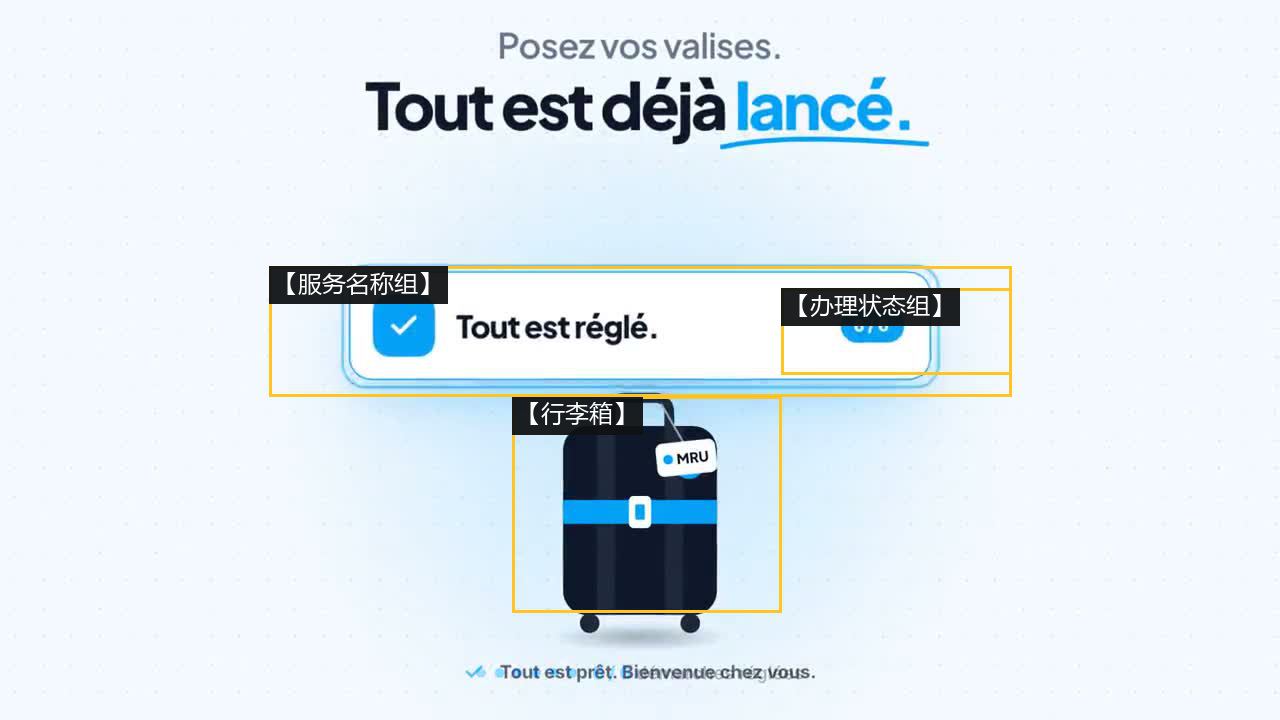 Posez vos valises.
Tout est déjà lancé.
【服务名称组】
【办理状态组】
Tout est réglé.
【行李箱】
MRU
Tout est prêt. Bienvenue chez vous.